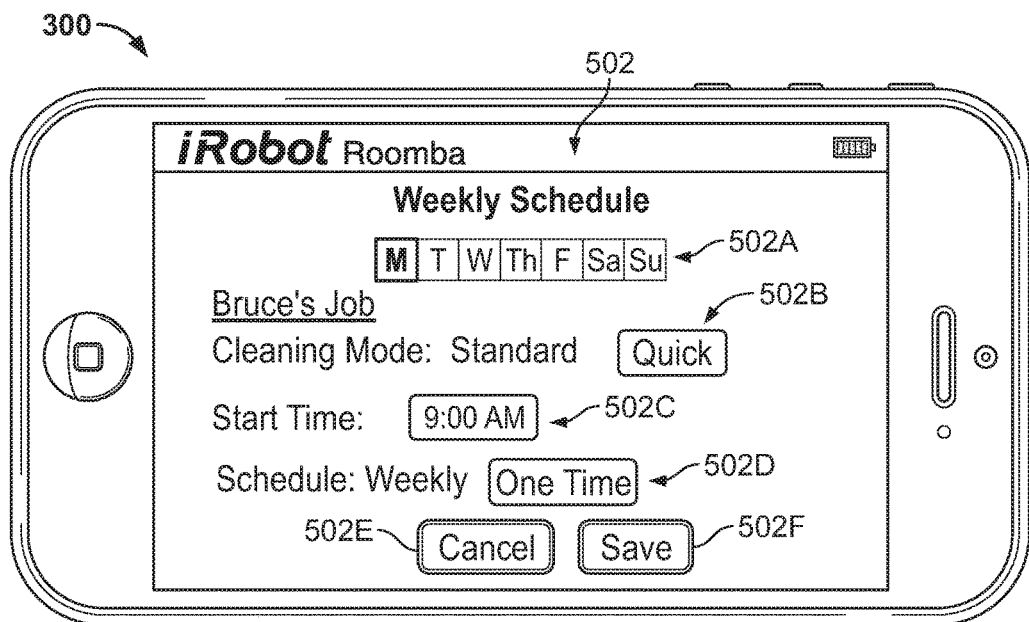 300
502
iRobot Roomba
Weekly Schedule
M T W Th F Sa Su 502A
Bruce's Job 502B
Cleaning Mode: Standard Quick
Start Time: 9:00 AM 502C
Schedule: Weekly One Time 502D
502E Cancel Save 502F